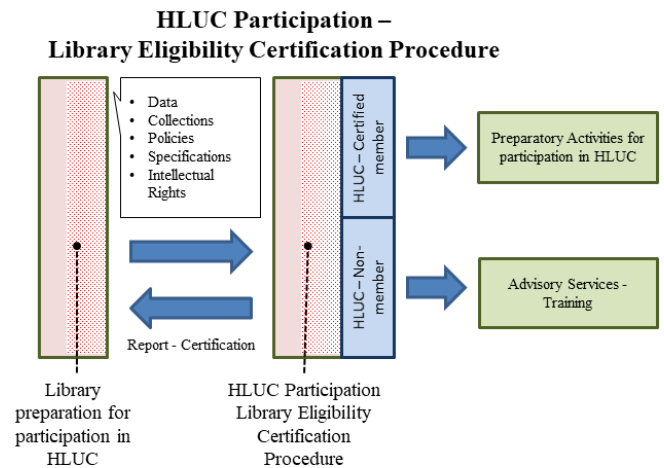 HLUC Participation –
Library Eligibility Certification Procedure
• Data
• Collections
• Policies
• Specifications
• Intellectual
Rights
HLUC – Certified
member
HLUC – Non-
member
Preparatory Activities for
participation in HLUC
Advisory Services -
Training
Report - Certification
Library
preparation for
participation in
HLUC
HLUC Participation
Library Eligibility
Certification
Procedure